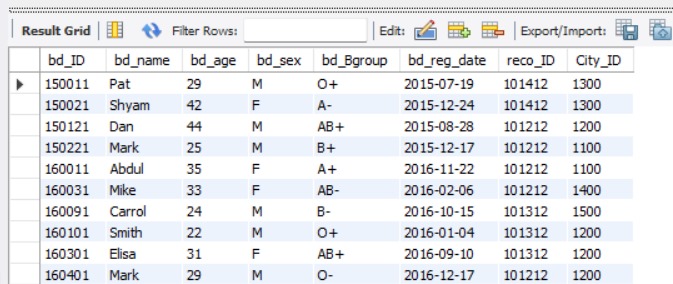 Result Grid Filter Rows: Edit: Export/Import:
bd_ID bd_name bd_age bd_sex bd_Bgroup bd_reg_date reco_ID City_ID
150011 Pat 29 M O+ 2015-07-19 101412 1300
150021 Shyam 42 F A- 2015-12-24 101412 1300
150121 Dan 44 M AB+ 2015-08-28 101212 1200
150221 Mark 25 M B+ 2015-12-17 101212 1100
160011 Abdul 35 F A+ 2016-11-22 101212 1100
160031 Mike 33 F AB- 2016-02-06 101212 1400
160091 Carrol 24 M B- 2016-10-15 101312 1500
160101 Smith 22 M O+ 2016-01-04 101312 1200
160301 Elisa 31 F AB+ 2016-09-10 101312 1200
160401 Mark 29 M O- 2016-12-17 101212 1200